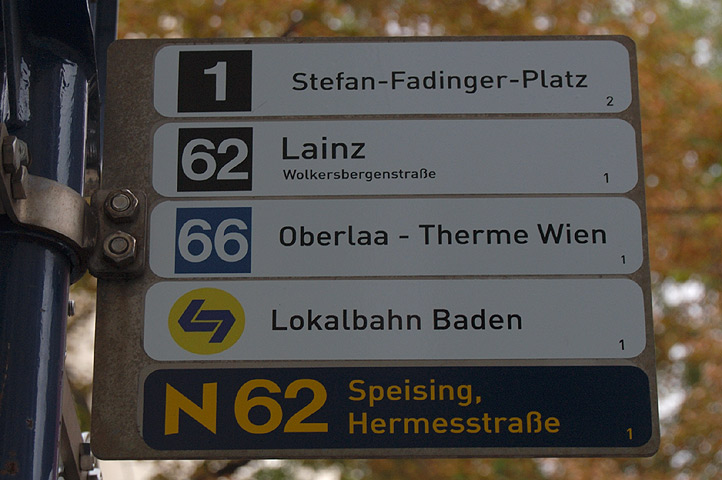 1 Stefan-Fadinger-Platz 2
62 Lainz
Wolkersbergenstraße 1
66 Oberlaa - Therme Wien 1
Lokalbahn Baden 1
N 62 Speising,
Hermesstraße 1